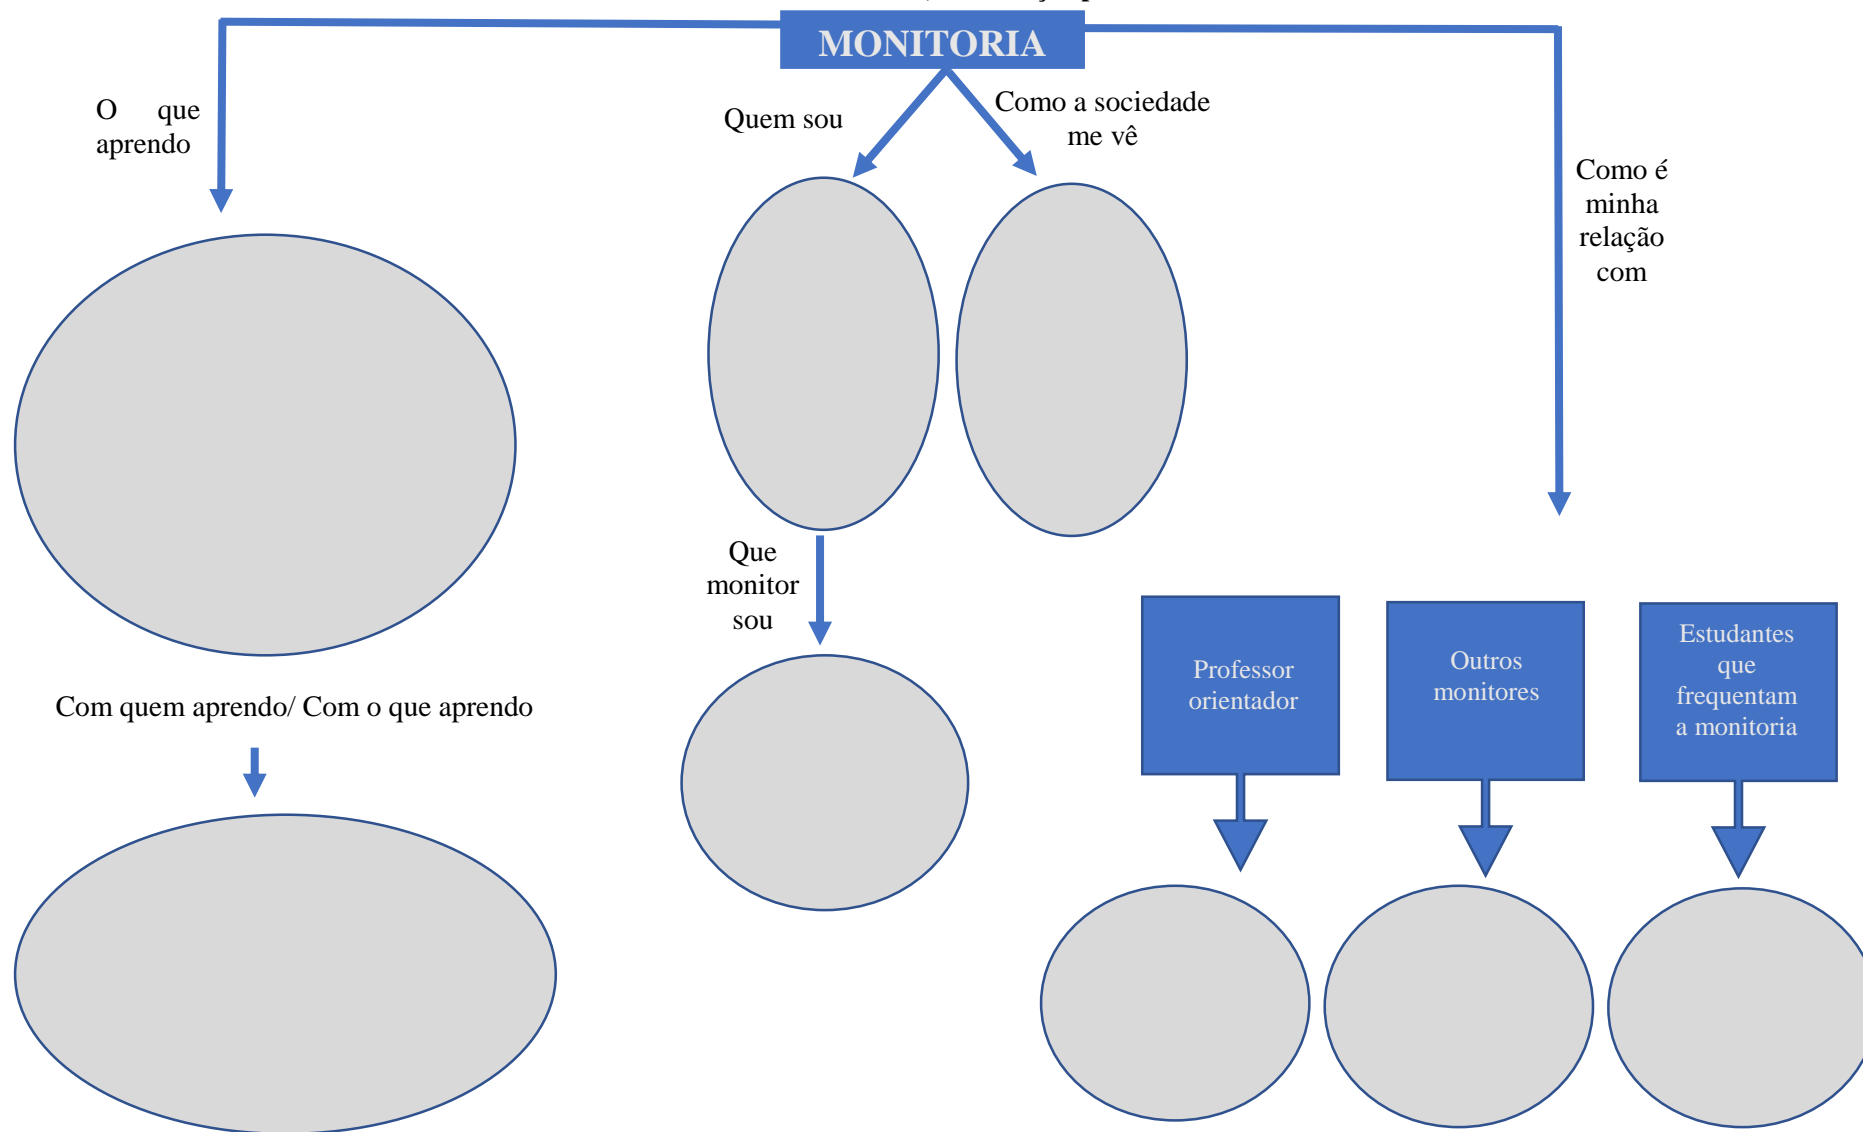 MONITORIA
O que
aprendo
Quem sou
Como a sociedade
me vê
Como é
minha
relação
com
Que
monitor
sou
Com quem aprendo/ Com o que aprendo
Professor
orientador
Outros
monitores
Estudantes
que
frequentam
a monitoria